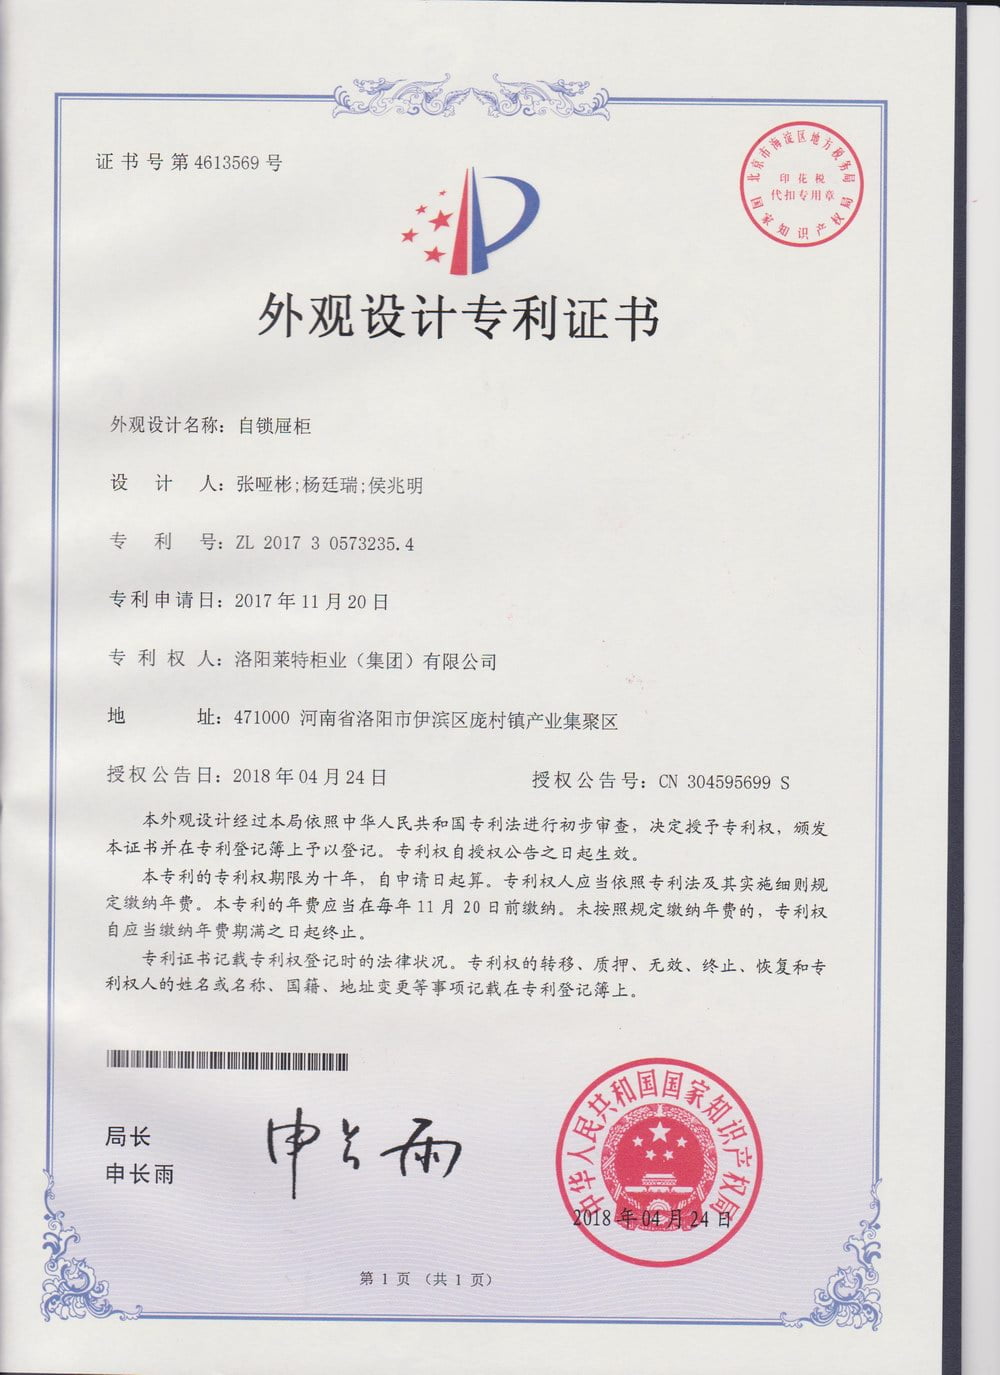 证书号第4613569号
北京市海淀区地方税务局
印花税
代扣专用章
国家知识产权局
外观设计专利证书
外观设计名称：自锁屉柜
设计人：张哑彬;杨廷瑞;侯兆明
专利号：ZL 2017 3 0573235.4
专利申请日：2017年11月20日
专利权人：洛阳莱特柜业（集团）有限公司
地址：471000 河南省洛阳市伊滨区庞村镇产业集聚区
授权公告日：2018年04月24日 授权公告号：CN 304595699 S
本外观设计经过本局依照中华人民共和国专利法进行初步审查，决定授予专利权，颁发
本证书并在专利登记簿上予以登记。专利权自授权公告之日起生效。
本专利的专利权期限为十年，自申请日起算。专利权人应当依照专利法及其实施细则规
定缴纳年费。本专利的年费应当在每年11月20日前缴纳。未按照规定缴纳年费的，专利权
自应当缴纳年费期满之日起终止。
专利证书记载专利权登记时的法律状况。专利权的转移、质押、无效、终止、恢复和专
利权人的姓名或名称、国籍、地址变更等事项记载在专利登记簿上。
局长
申长雨
申长雨
中华人民共和国国家知识产权局
2018年04月24日
第1页（共1页）